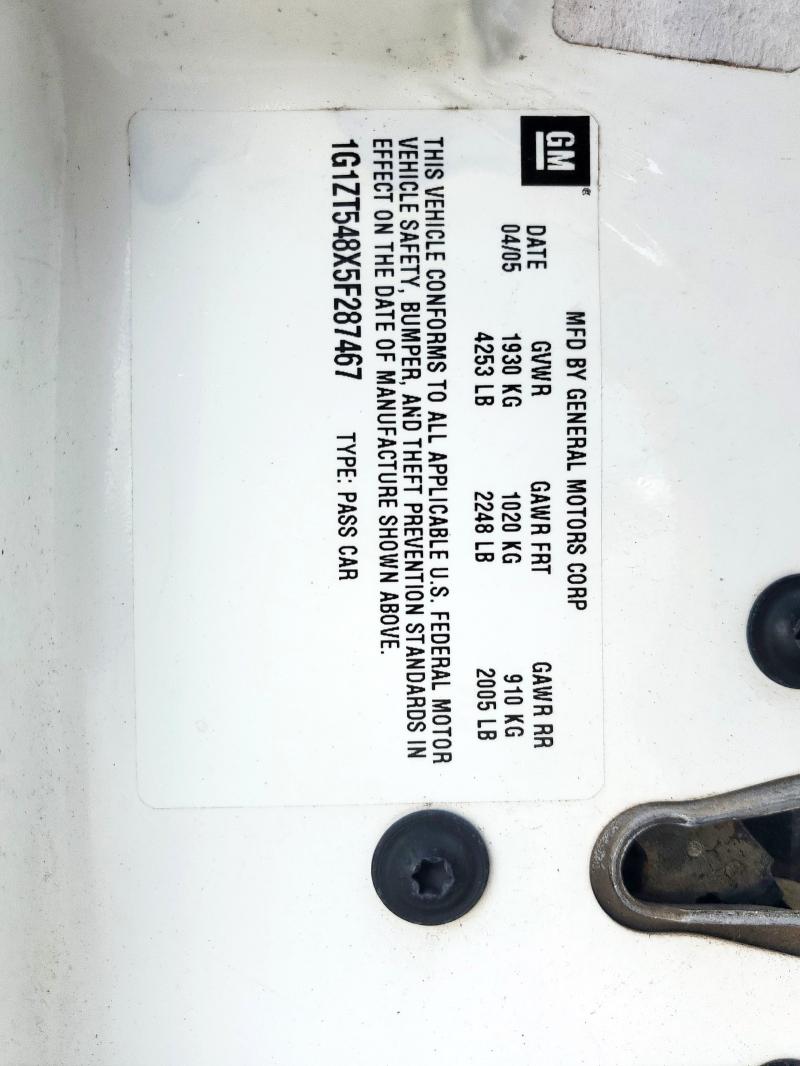 GM
MFD BY GENERAL MOTORS CORP
DATE GVWR GAWR FRT GAWR RR
04/05 1930 KG 1020 KG 910 KG
4253 LB 2248 LB 2005 LB
THIS VEHICLE CONFORMS TO ALL APPLICABLE U.S. FEDERAL MOTOR
VEHICLE SAFETY, BUMPER, AND THEFT PREVENTION STANDARDS IN
EFFECT ON THE DATE OF MANUFACTURE SHOWN ABOVE.
1G1ZT548X5F287467 TYPE: PASS CAR